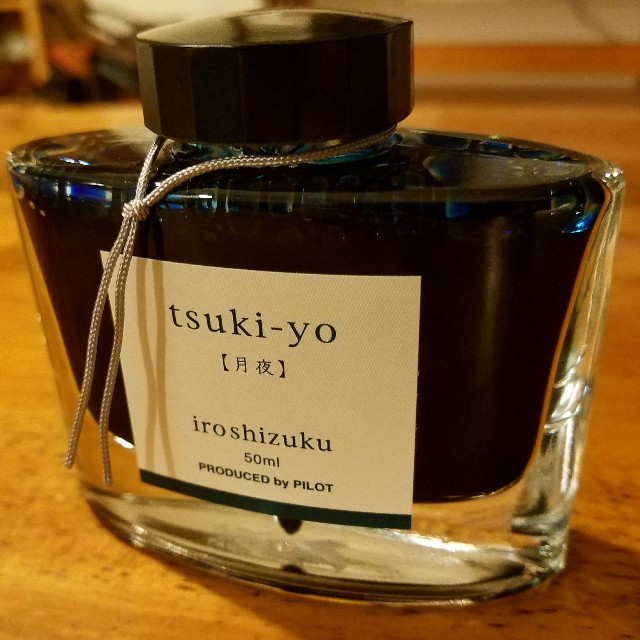 tsuki-yo
【月夜】
iroshizuku
50ml
PRODUCED by PILOT